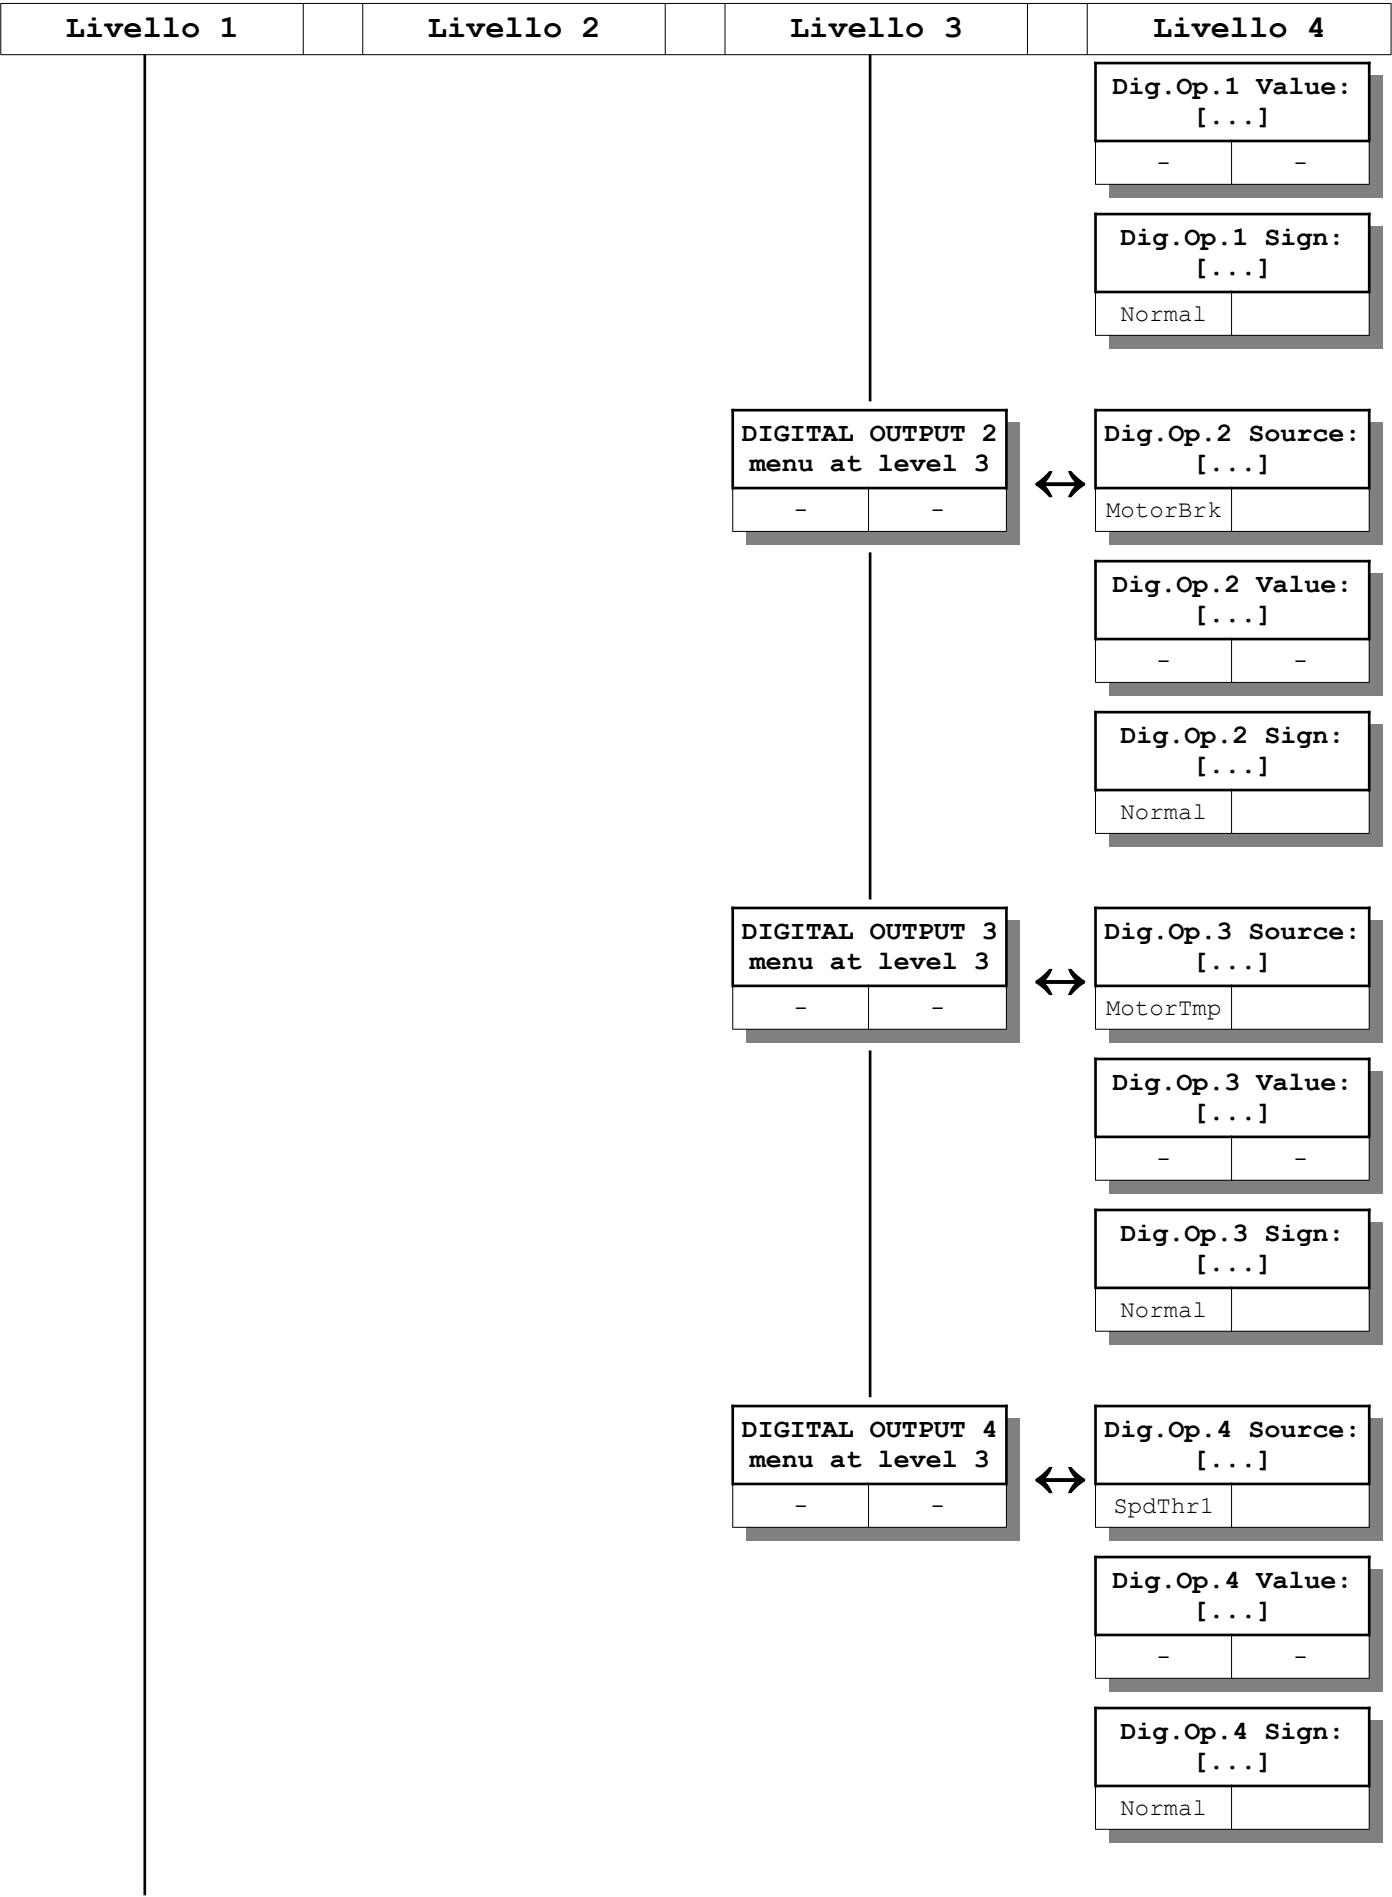 Livello 1 Livello 2 Livello 3 Livello 4
Dig.Op.1 Value:
[...]
- -
Dig.Op.1 Sign:
[...]
Normal
DIGITAL OUTPUT 2
menu at level 3
- -
Dig.Op.2 Source:
[...]
MotorBrk
Dig.Op.2 Value:
[...]
- -
Dig.Op.2 Sign:
[...]
Normal
DIGITAL OUTPUT 3
menu at level 3
- -
Dig.Op.3 Source:
[...]
MotorTmp
Dig.Op.3 Value:
[...]
- -
Dig.Op.3 Sign:
[...]
Normal
DIGITAL OUTPUT 4
menu at level 3
- -
Dig.Op.4 Source:
[...]
SpdThr1
Dig.Op.4 Value:
[...]
- -
Dig.Op.4 Sign:
[...]
Normal